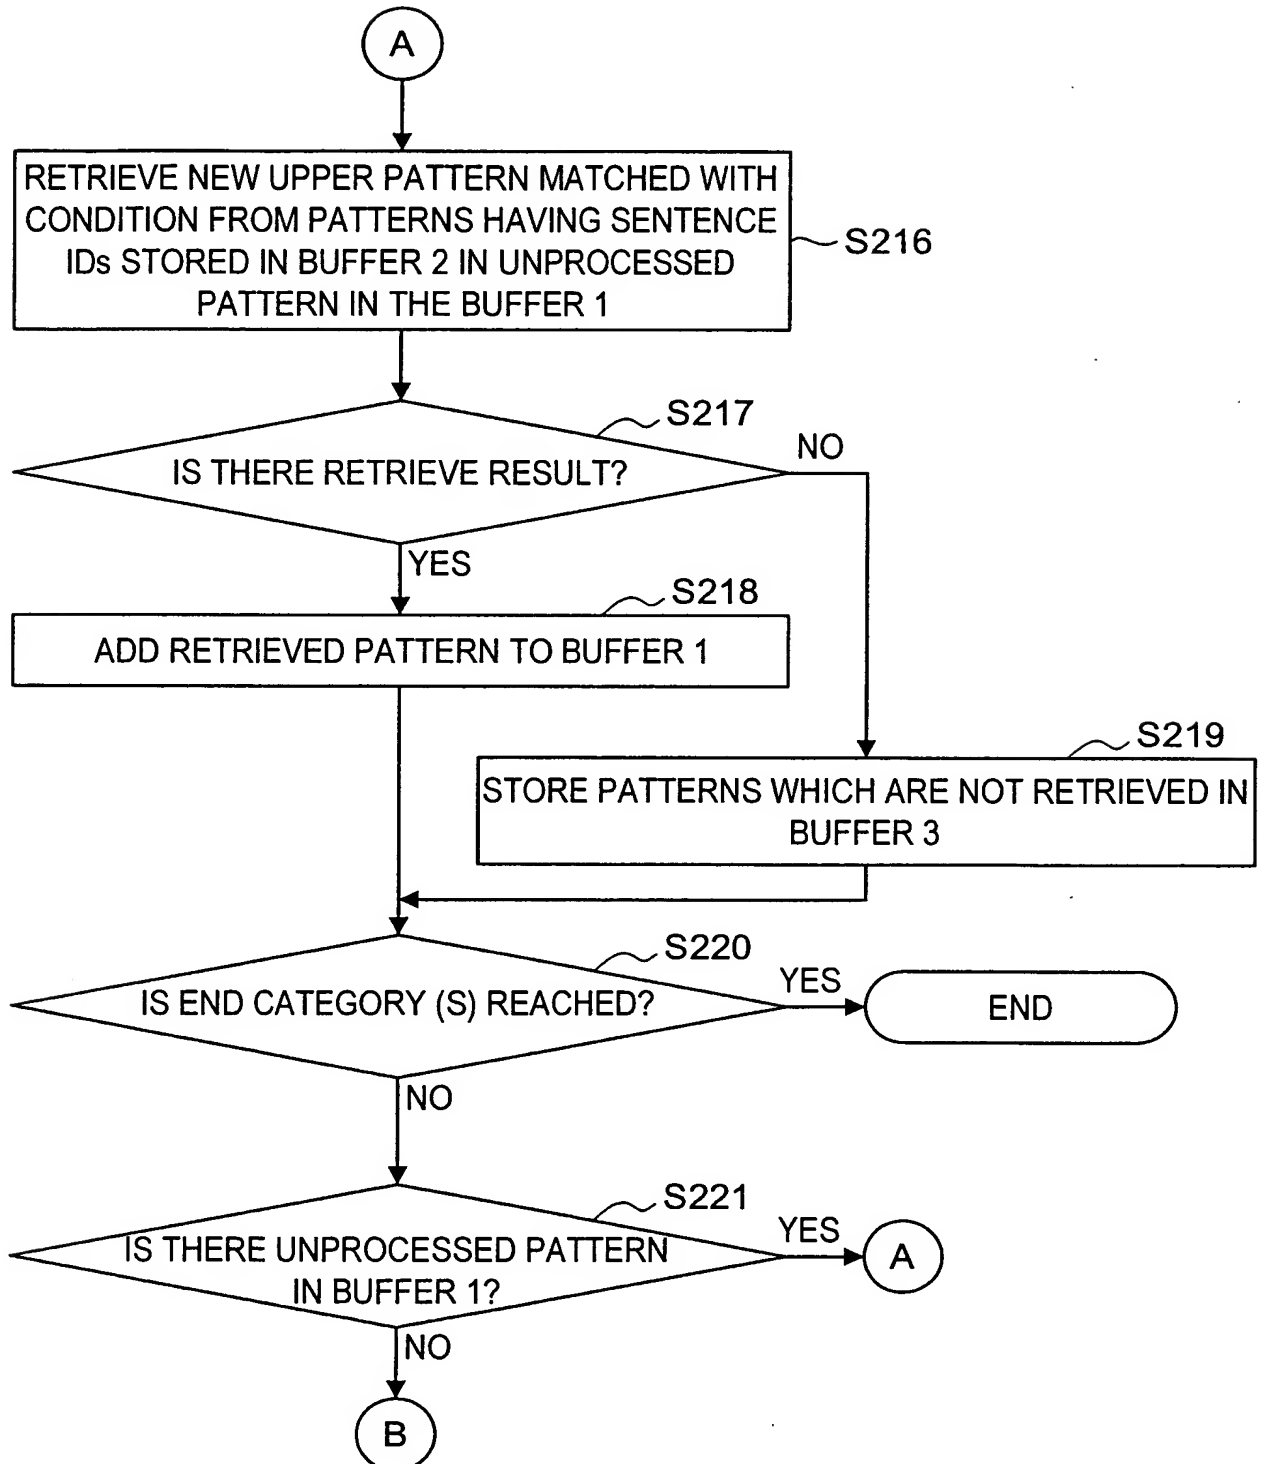 A
RETRIEVE NEW UPPER PATTERN MATCHED WITH
CONDITION FROM PATTERNS HAVING SENTENCE
IDs STORED IN BUFFER 2 IN UNPROCESSED
PATTERN IN THE BUFFER 1
S216
S217
IS THERE RETRIEVE RESULT?
NO
YES
S218
ADD RETRIEVED PATTERN TO BUFFER 1
S219
STORE PATTERNS WHICH ARE NOT RETRIEVED IN
BUFFER 3
S220
IS END CATEGORY (S) REACHED?
YES
END
NO
S221
IS THERE UNPROCESSED PATTERN
IN BUFFER 1?
YES
A
NO
B